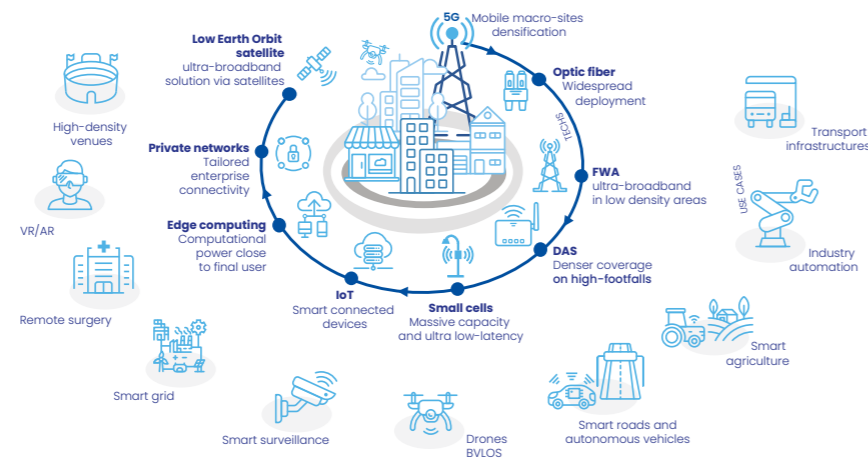 5G
Mobile macro-sites
densification
Optic fiber
Widespread
deployment
TECHS
FWA
ultra-broadband
in low density areas
DAS
Denser coverage
on high-footfalls
Small cells
Massive capacity
and ultra low-latency
IoT
Smart connected
devices
Edge computing
Computational
power close
to final user
Private networks
Tailored
enterprise
connectivity
Low Earth Orbit
satellite
ultra-broadband
solution via satellites
High-density
venues
VR/AR
Remote surgery
Smart grid
Smart surveillance
Drones
BVLOS
Smart roads and
autonomous vehicles
Smart
agriculture
Industry
automation
USE CASES
Transport
infrastructures